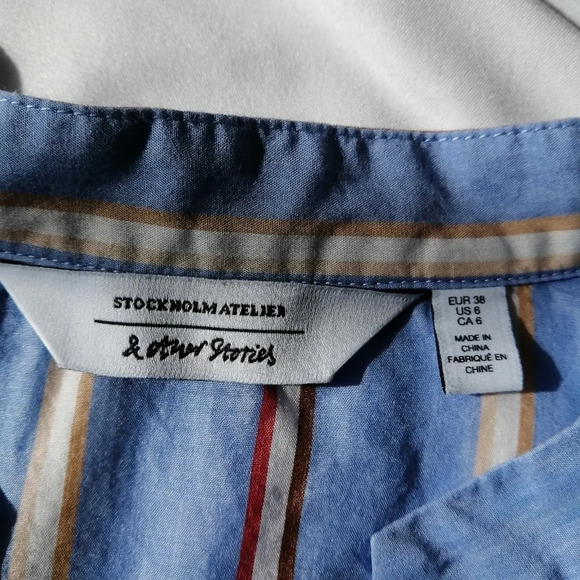 STOCKHOLM ATELIER
& Other Stories
EUR 38
US 6
CA 6
MADE IN
CHINA
FABRIQUÉ EN
CHINE